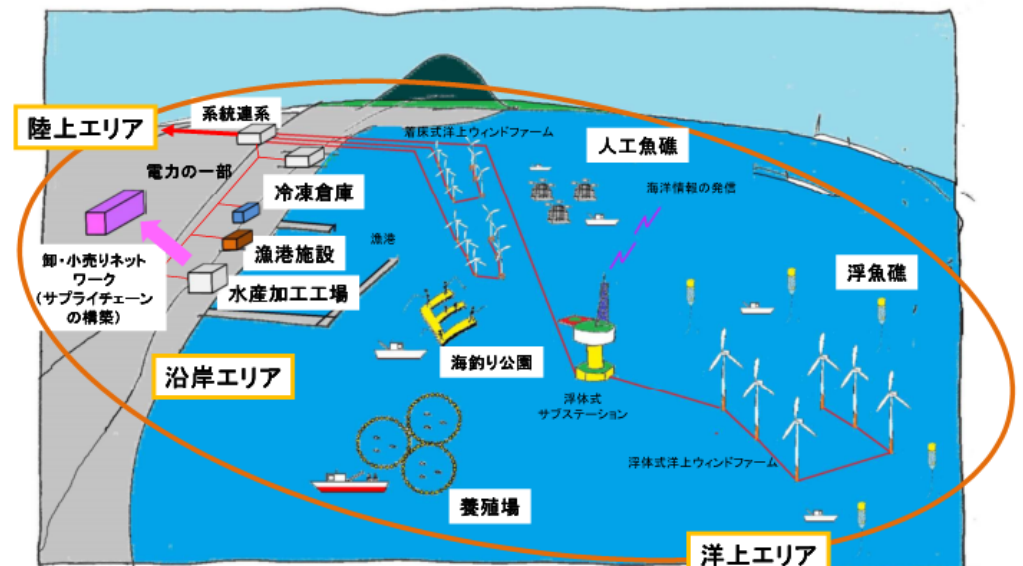 系統連系
陸上エリア
着床式洋上ウィンドファーム
人工魚礁
電力の一部
海洋情報の発信
冷凍倉庫
漁港
漁港施設
浮魚礁
卸・小売りネット
ワーク
(サプライチェーン
の構築)
水産加工工場
海釣り公園
沿岸エリア
浮体式
サブステーション
浮体式洋上ウィンドファーム
養殖場
洋上エリア